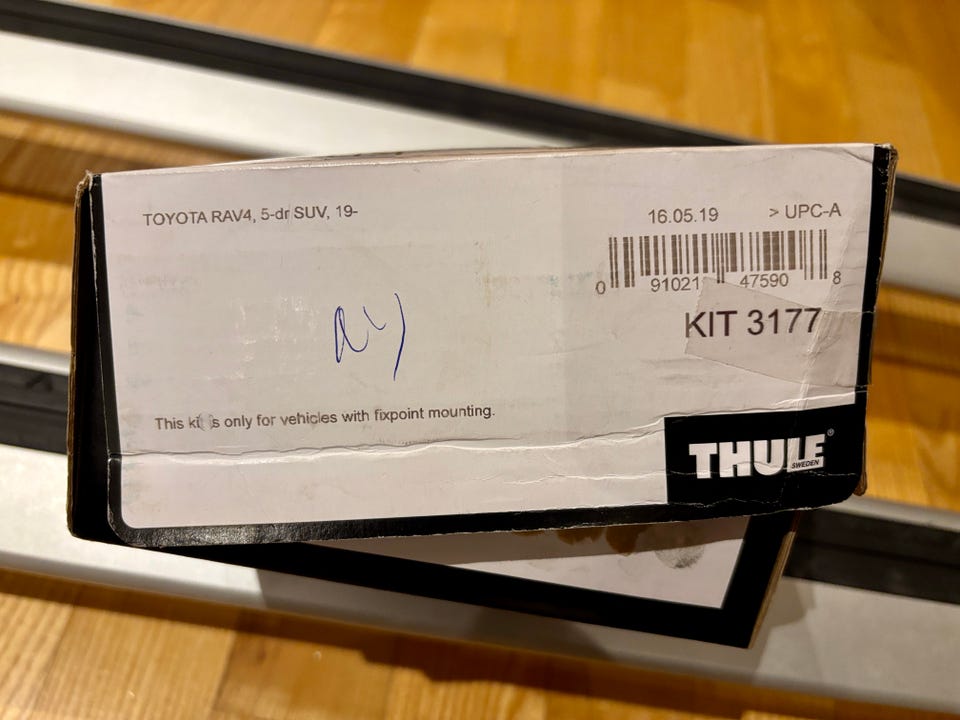 TOYOTA RAV4, 5-dr SUV, 19-
16.05.19 > UPC-A
0 91021 47590 8
KIT 3177
This kit is only for vehicles with fixpoint mounting.
THULE®
SWEDEN